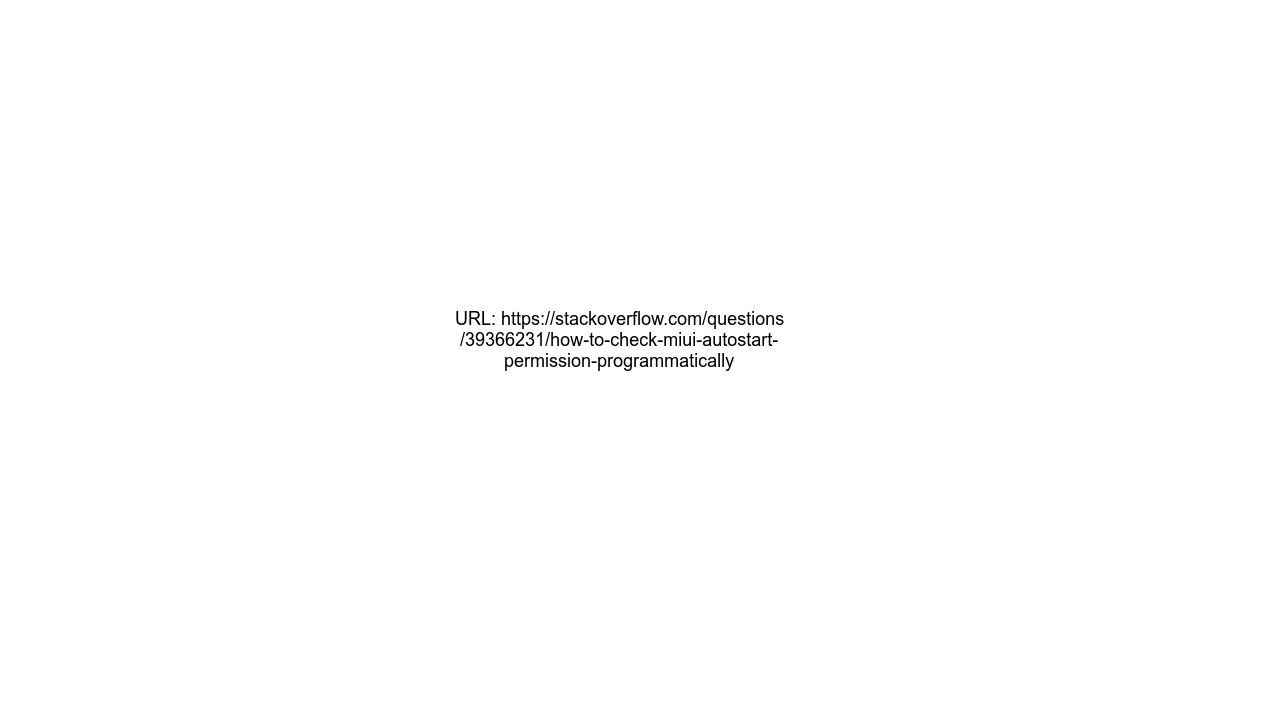 URL: https://stackoverflow.com/questions
/39366231/how-to-check-miui-autostart-
permission-programmatically